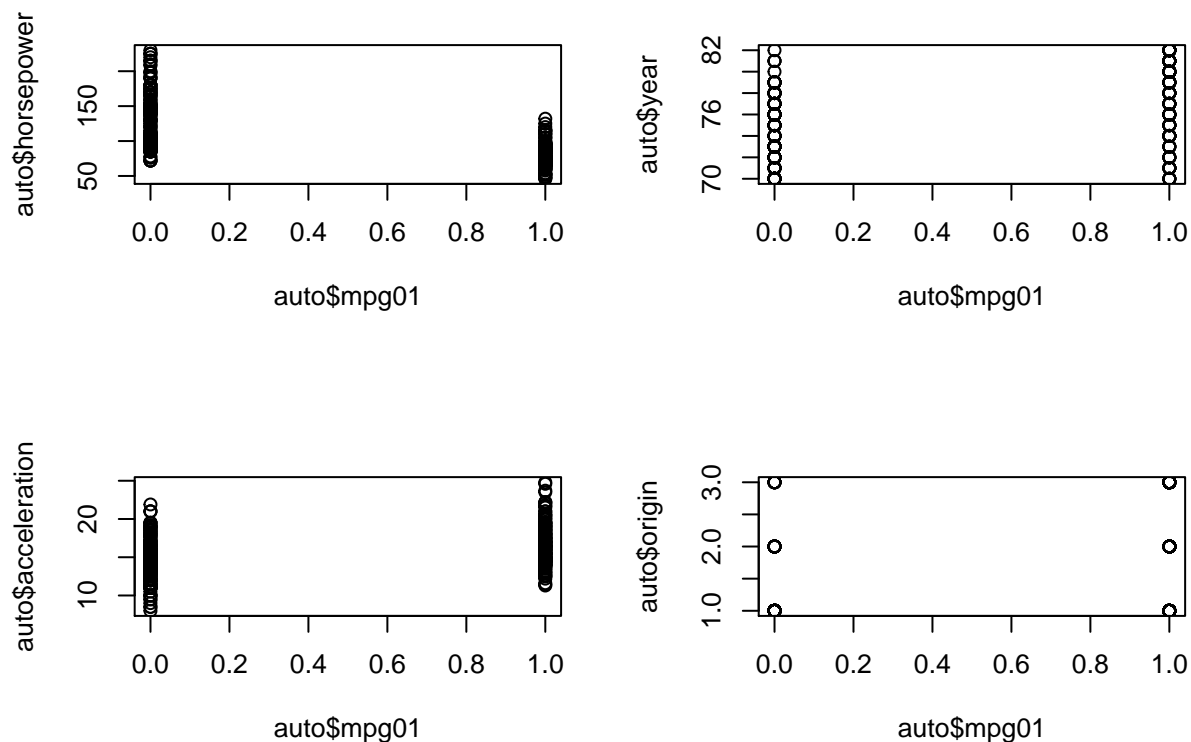 auto$horsepower
50
150
0.0 0.2 0.4 0.6 0.8 1.0
auto$mpg01
auto$year
70
76
82
0.0 0.2 0.4 0.6 0.8 1.0
auto$mpg01
auto$acceleration
10
20
0.0 0.2 0.4 0.6 0.8 1.0
auto$mpg01
auto$origin
1.0
2.0
3.0
0.0 0.2 0.4 0.6 0.8 1.0
auto$mpg01